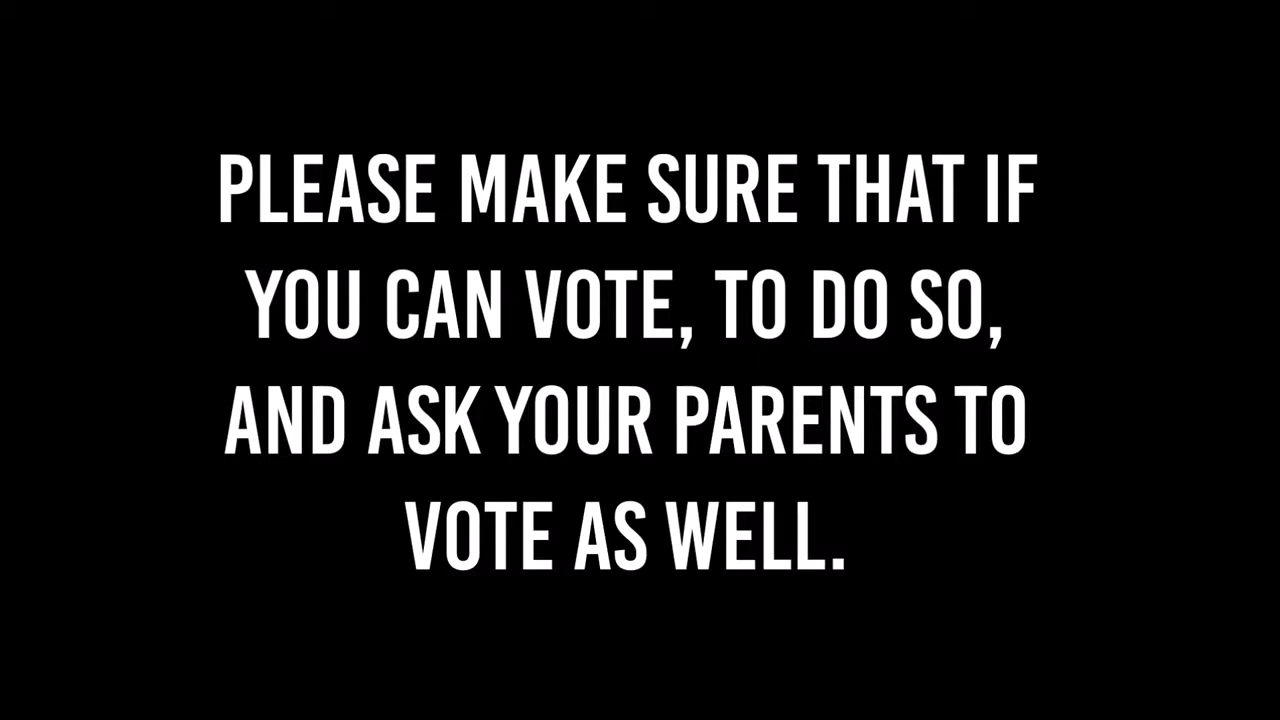 PLEASE MAKE SURE THAT IF
YOU CAN VOTE, TO DO SO,
AND ASK YOUR PARENTS TO
VOTE AS WELL.